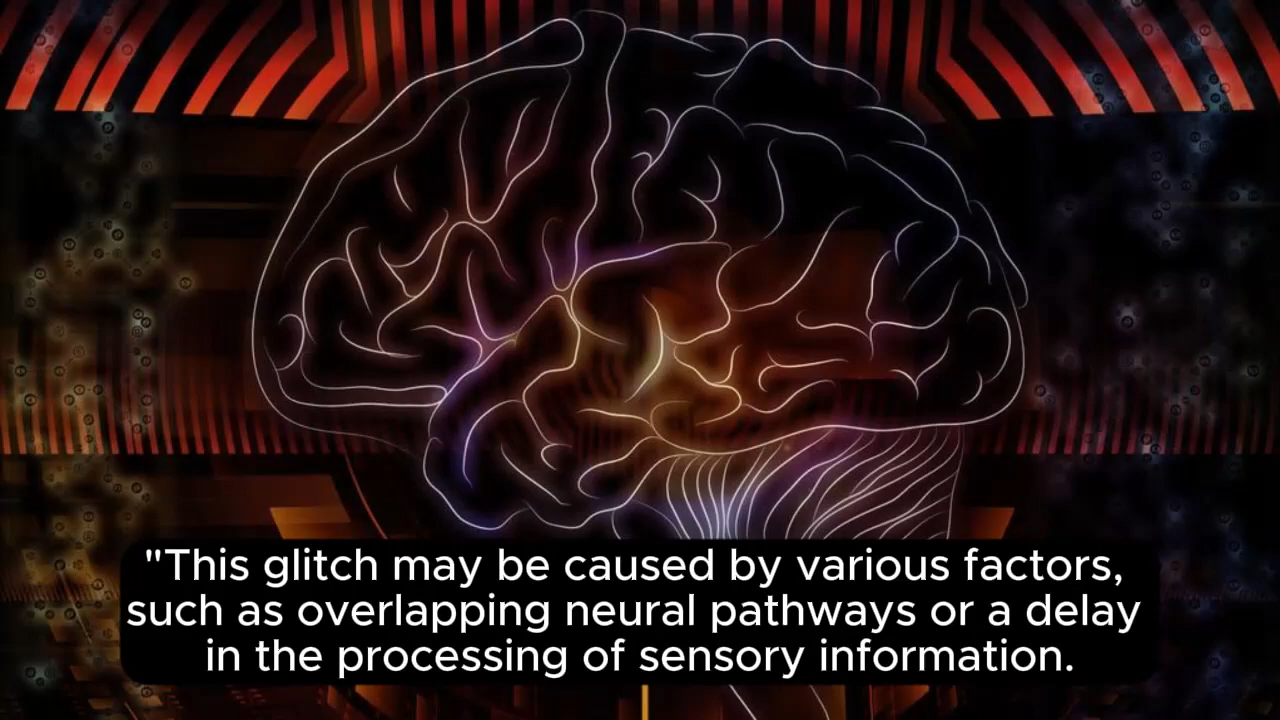 "This glitch may be caused by various factors,
such as overlapping neural pathways or a delay
in the processing of sensory information.